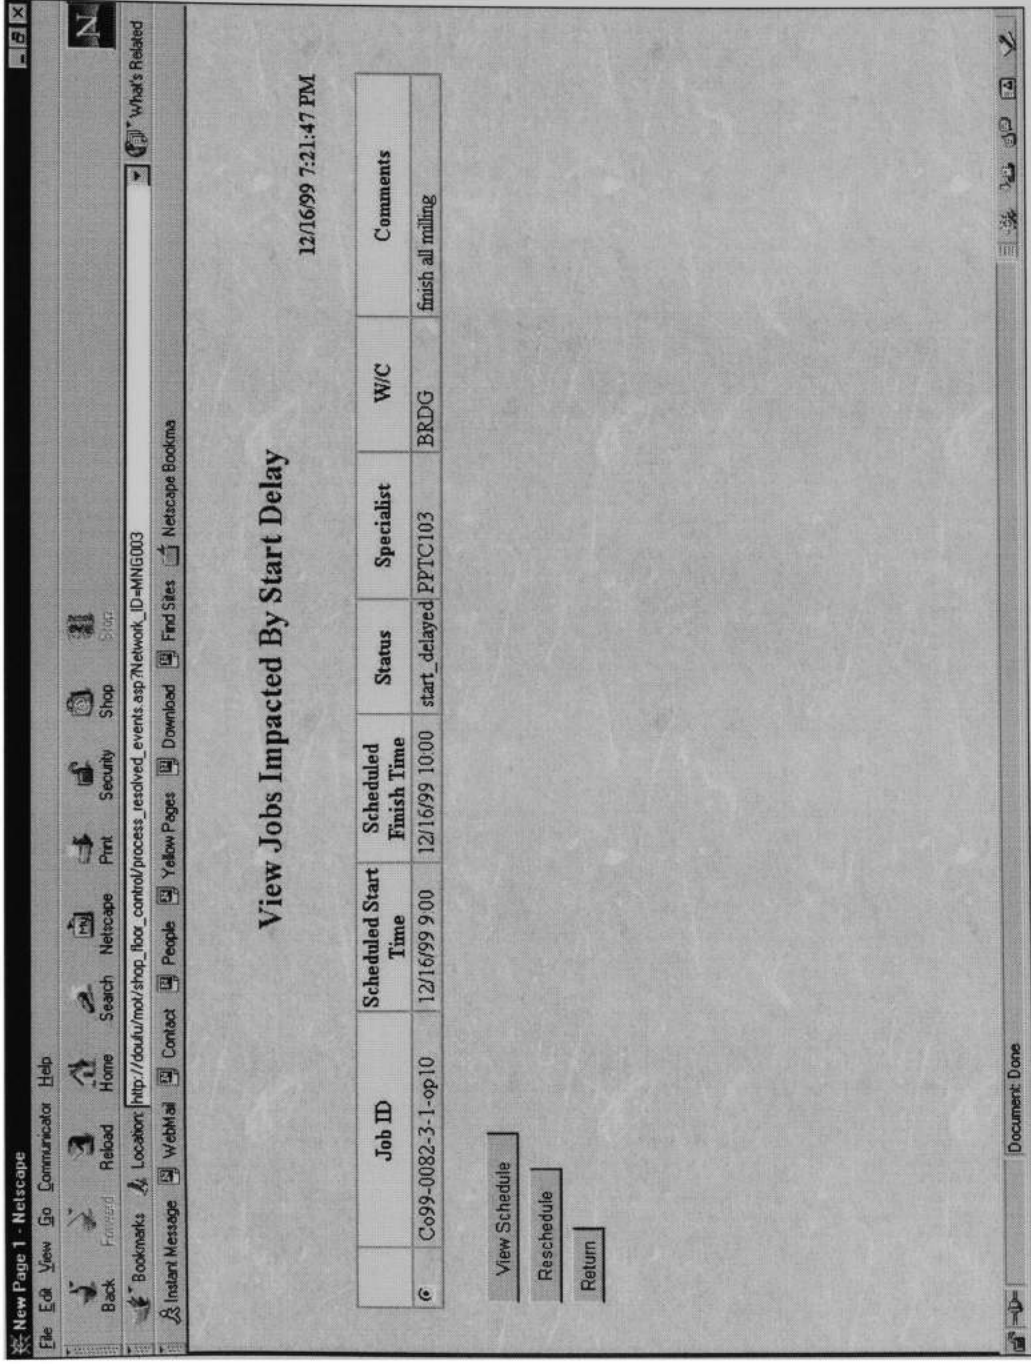 New Page 1 - Netscape
File Edit View Go Communicator Help
Back Forward Reload Home Search Netscape Print Security Shop Stop
N
Bookmarks Location: http://doufu/mot/shop_floor_control/process_resolved_events.asp?Network_ID=MNG003 What's Related
Instant Message WebMail Contact People Yellow Pages Download Find Sites Netscape Bookma
View Jobs Impacted By Start Delay
12/16/99 7:21:47 PM
Job ID Scheduled Start Time Scheduled Finish Time Status Specialist W/C Comments
Co99-0082-3-1-op10 12/16/99 9:00 12/16/99 10:00 start_delayed PPTC103 BRDG finish all milling
View Schedule
Reschedule
Return
Document: Done